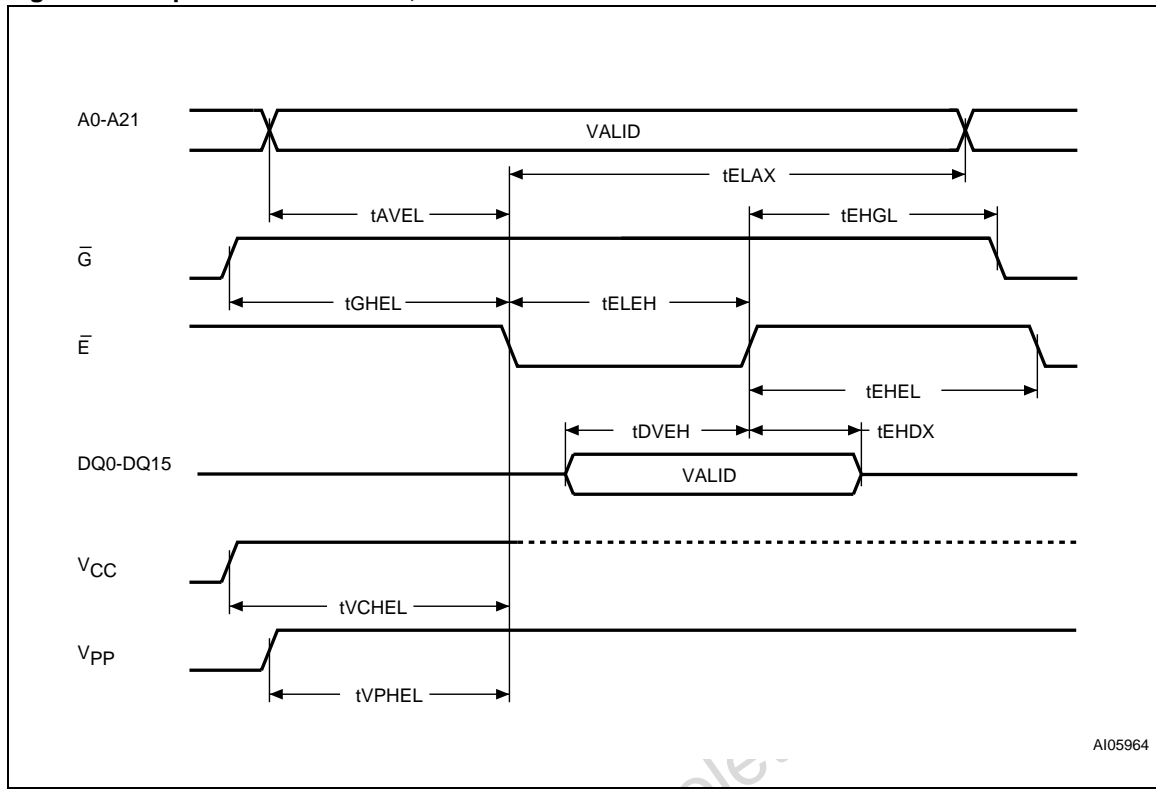 A0-A21
VALID
tELAX
tAVEL
tEHGL
G̅
tGHEL
tELEH
E̅
tEHEL
tDVEH
tEHDX
DQ0-DQ15
VALID
VCC
tVCHEL
VPP
tVPHEL
AI05964